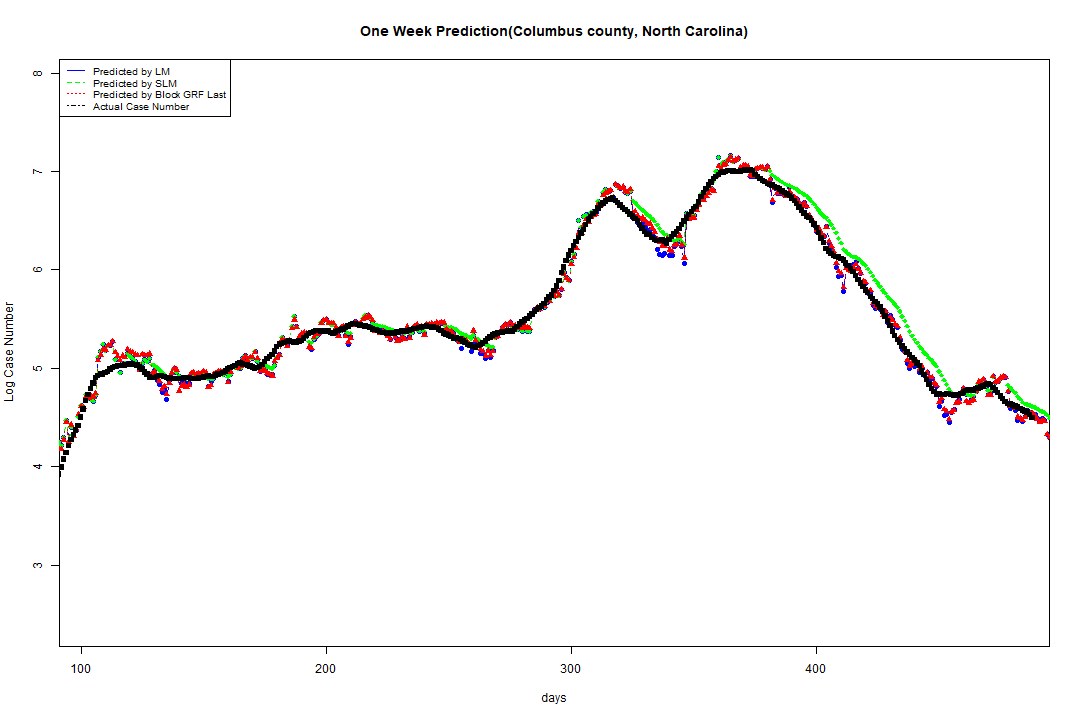 One Week Prediction(Columbus county, North Carolina)
Predicted by LM
Predicted by SLM
Predicted by Block GRF Last
Actual Case Number
8
7
6
5
4
3
Log Case Number
100 200 300 400
days